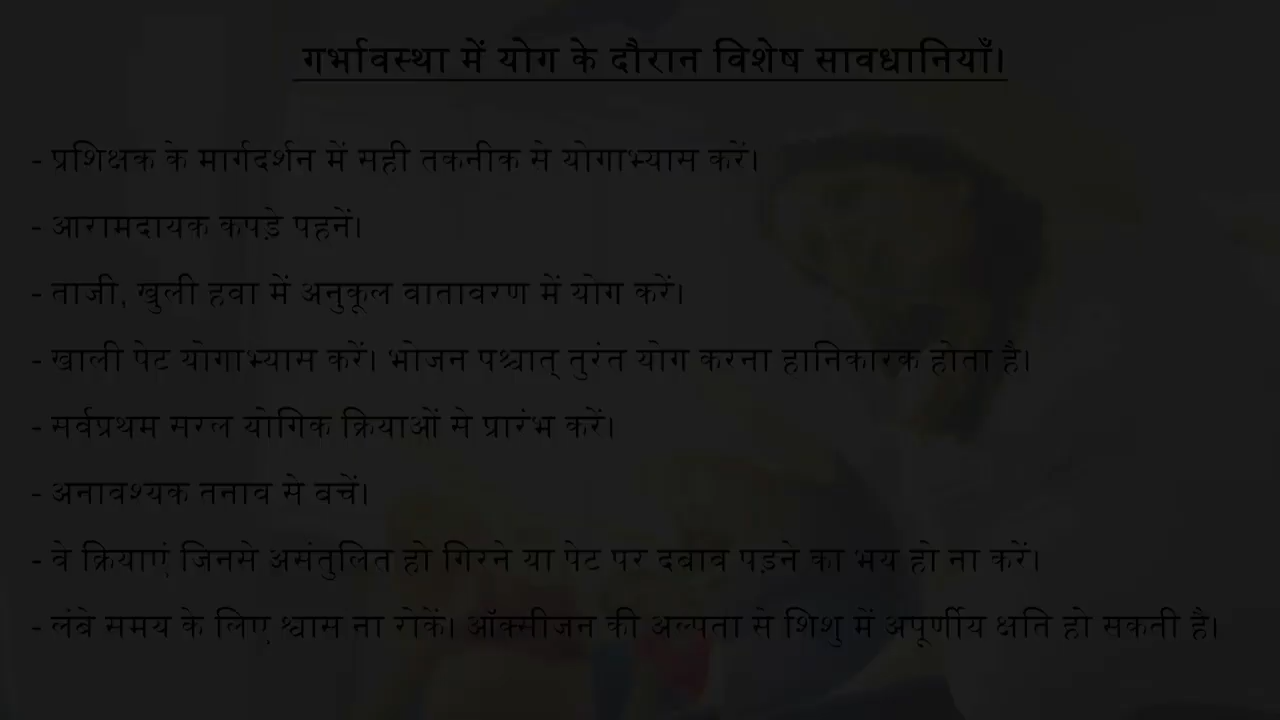 गर्भावस्था में योग के दौरान विशेष सावधानियाँ।
- प्रशिक्षक के मार्गदर्शन में सही तकनीक से योगाभ्यास करें।
- आरामदायक कपड़े पहनें।
- ताजी, खुली हवा में अनुकूल वातावरण में योग करें।
- खाली पेट योगाभ्यास करें। भोजन पश्चात् तुरंत योग करना हानिकारक होता है।
- सर्वप्रथम सरल योगिक क्रियाओं से प्रारंभ करें।
- अनावश्यक तनाव से बचें।
- वे क्रियाएं जिनसे असंतुलित हो गिरने या पेट पर दबाव पड़ने का भय हो ना करें।
- लंबे समय के लिए श्वास ना रोकें। ऑक्सीजन की अल्पता से शिशु में अपूर्णीय क्षति हो सकती है।